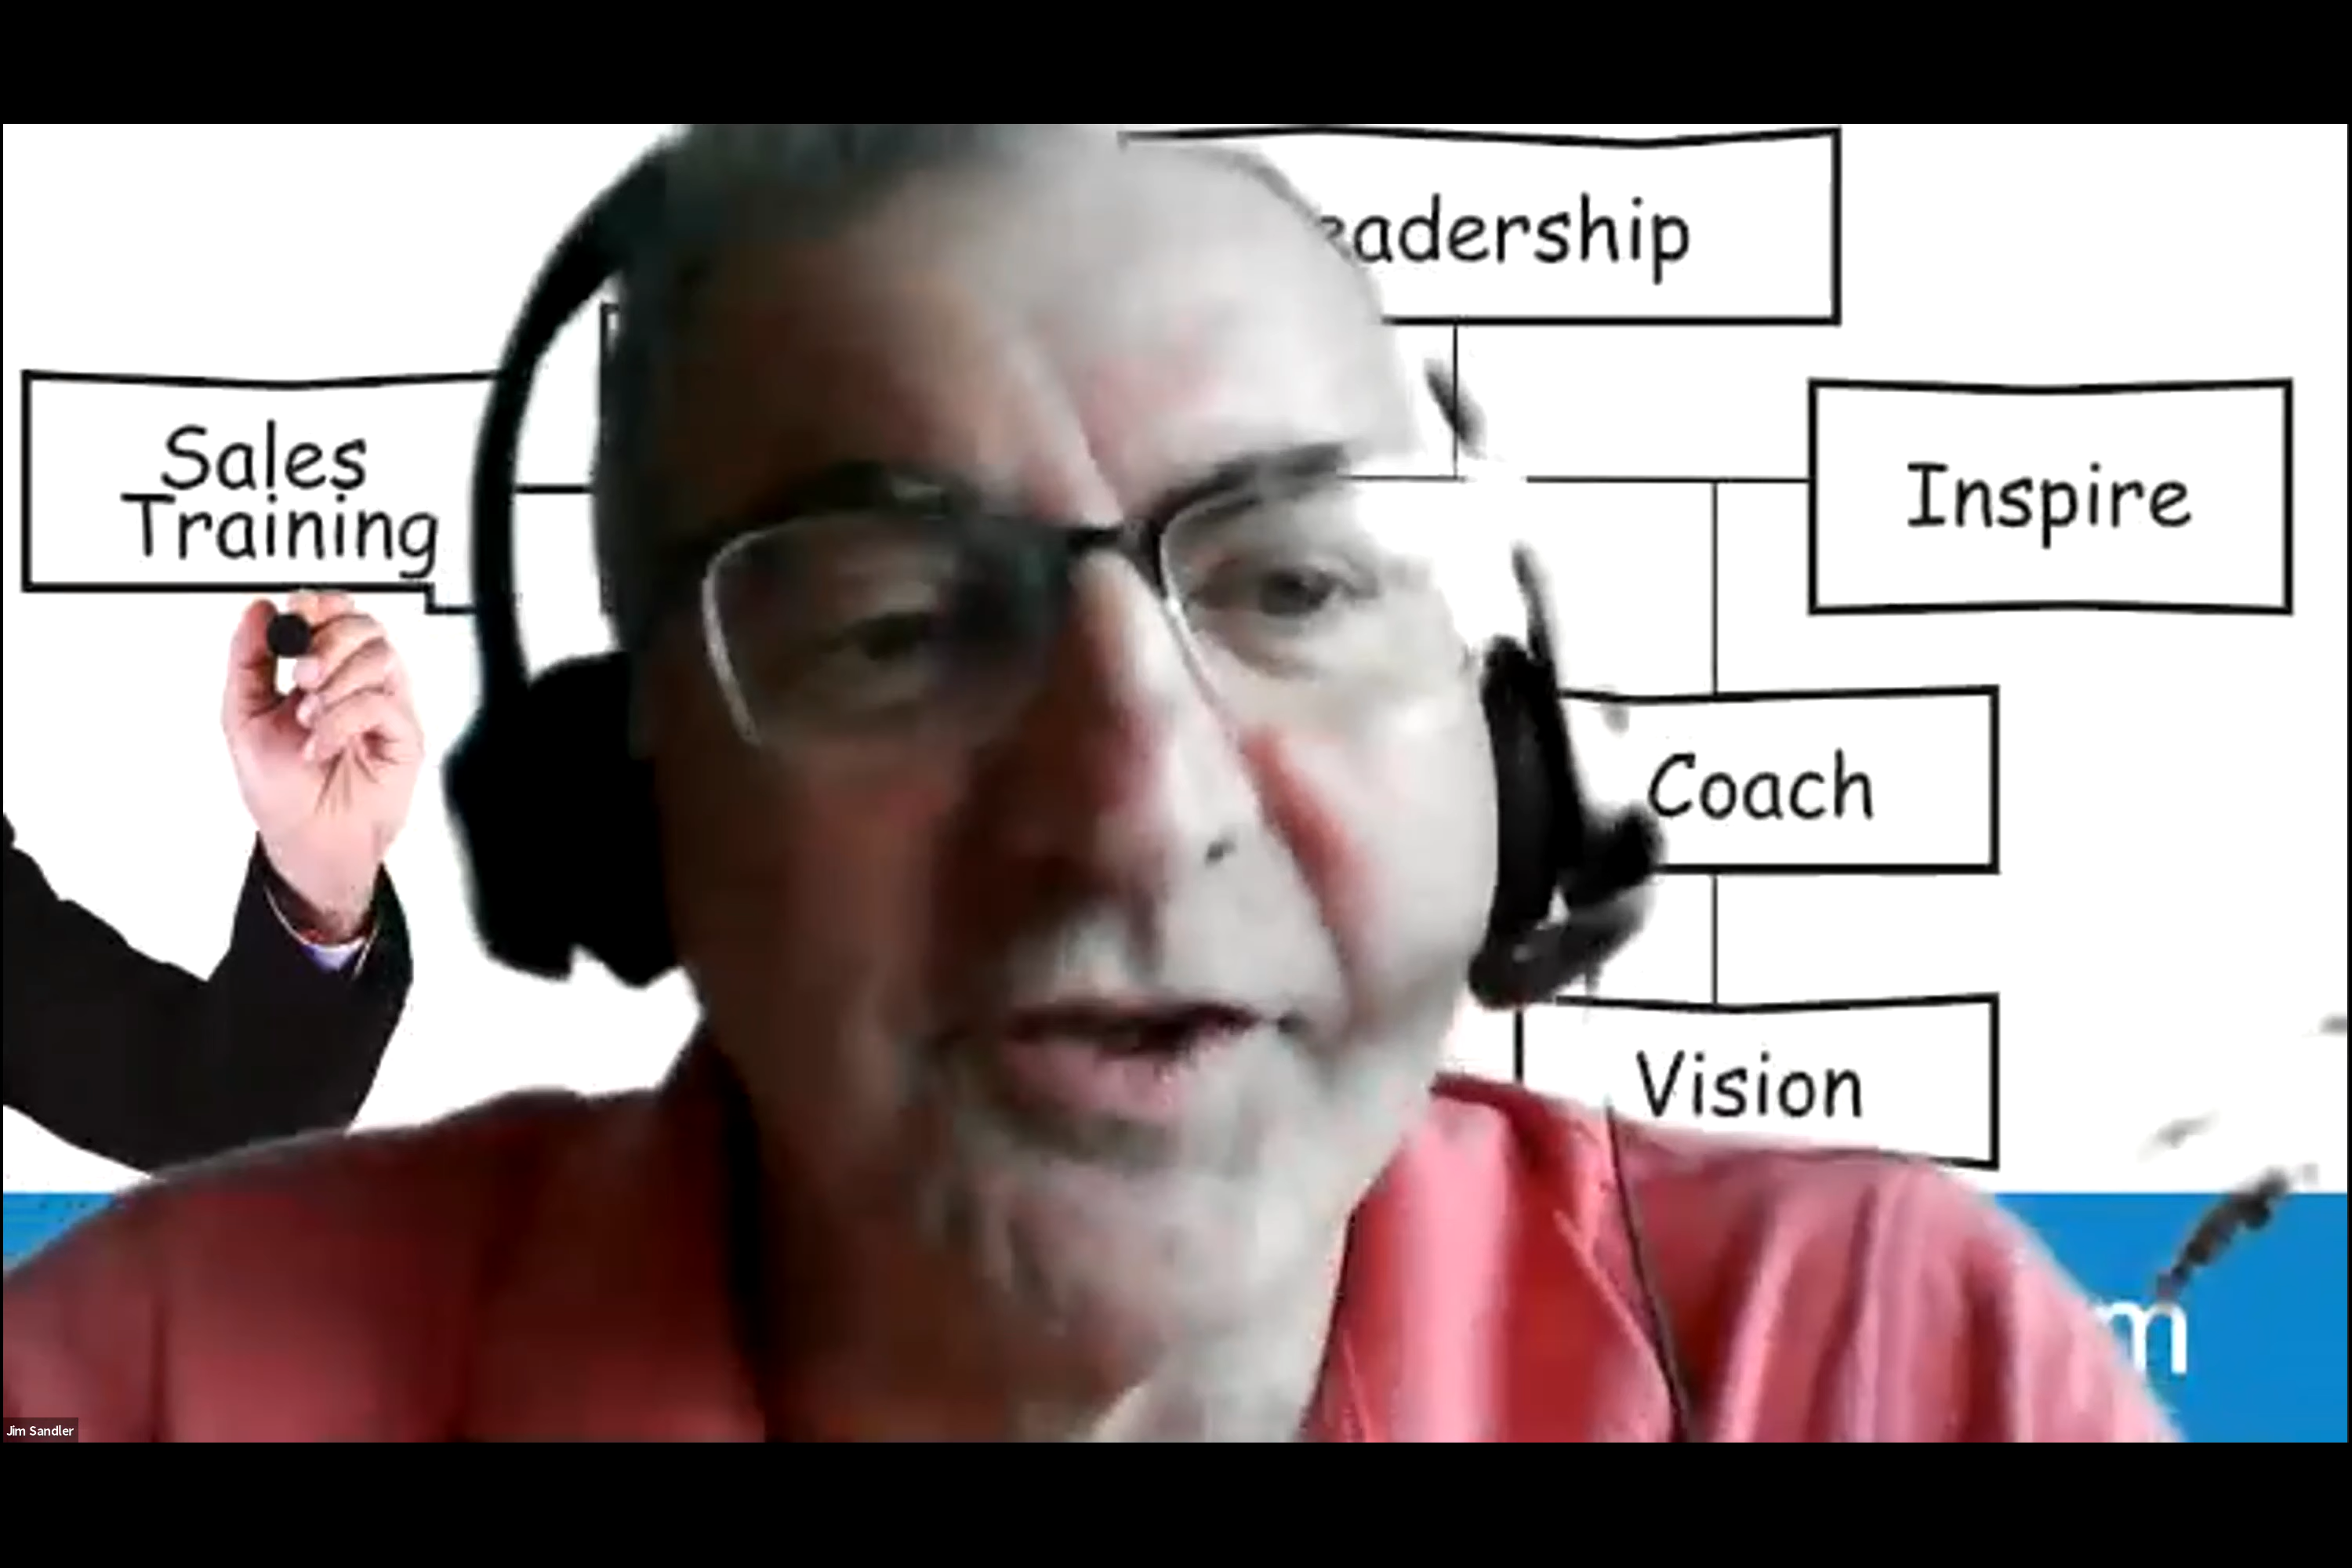 eadership
Sales
Training
Inspire
Coach
Vision
m
Jim Sandler